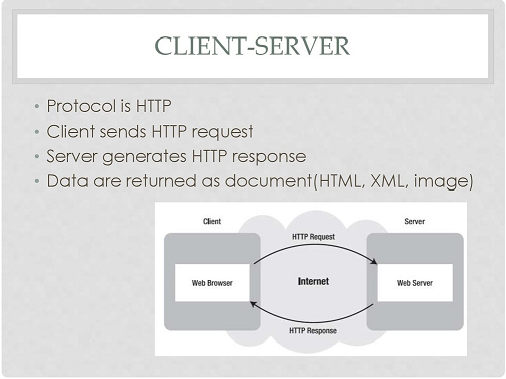 CLIENT-SERVER
• Protocol is HTTP
• Client sends HTTP request
• Server generates HTTP response
• Data are returned as document(HTML, XML, image)
Client
Server
HTTP Request
Web Browser
Internet
Web Server
HTTP Response